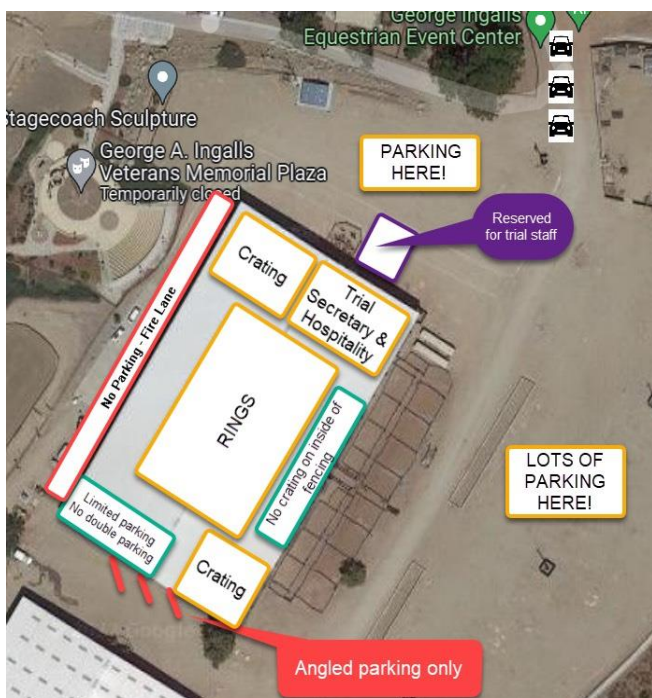 George Ingalls
Equestrian Event Center
Stagecoach Sculpture
George A. Ingalls
Veterans Memorial Plaza
Temporarily closed
PARKING
HERE!
Reserved
for trial staff
Crating
Trial
Secretary &
Hospitality
No Parking - Fire Lane
RINGS
No crating on inside of
fencing
LOTS OF
PARKING
HERE!
Limited parking
No double parking
Crating
Angled parking only